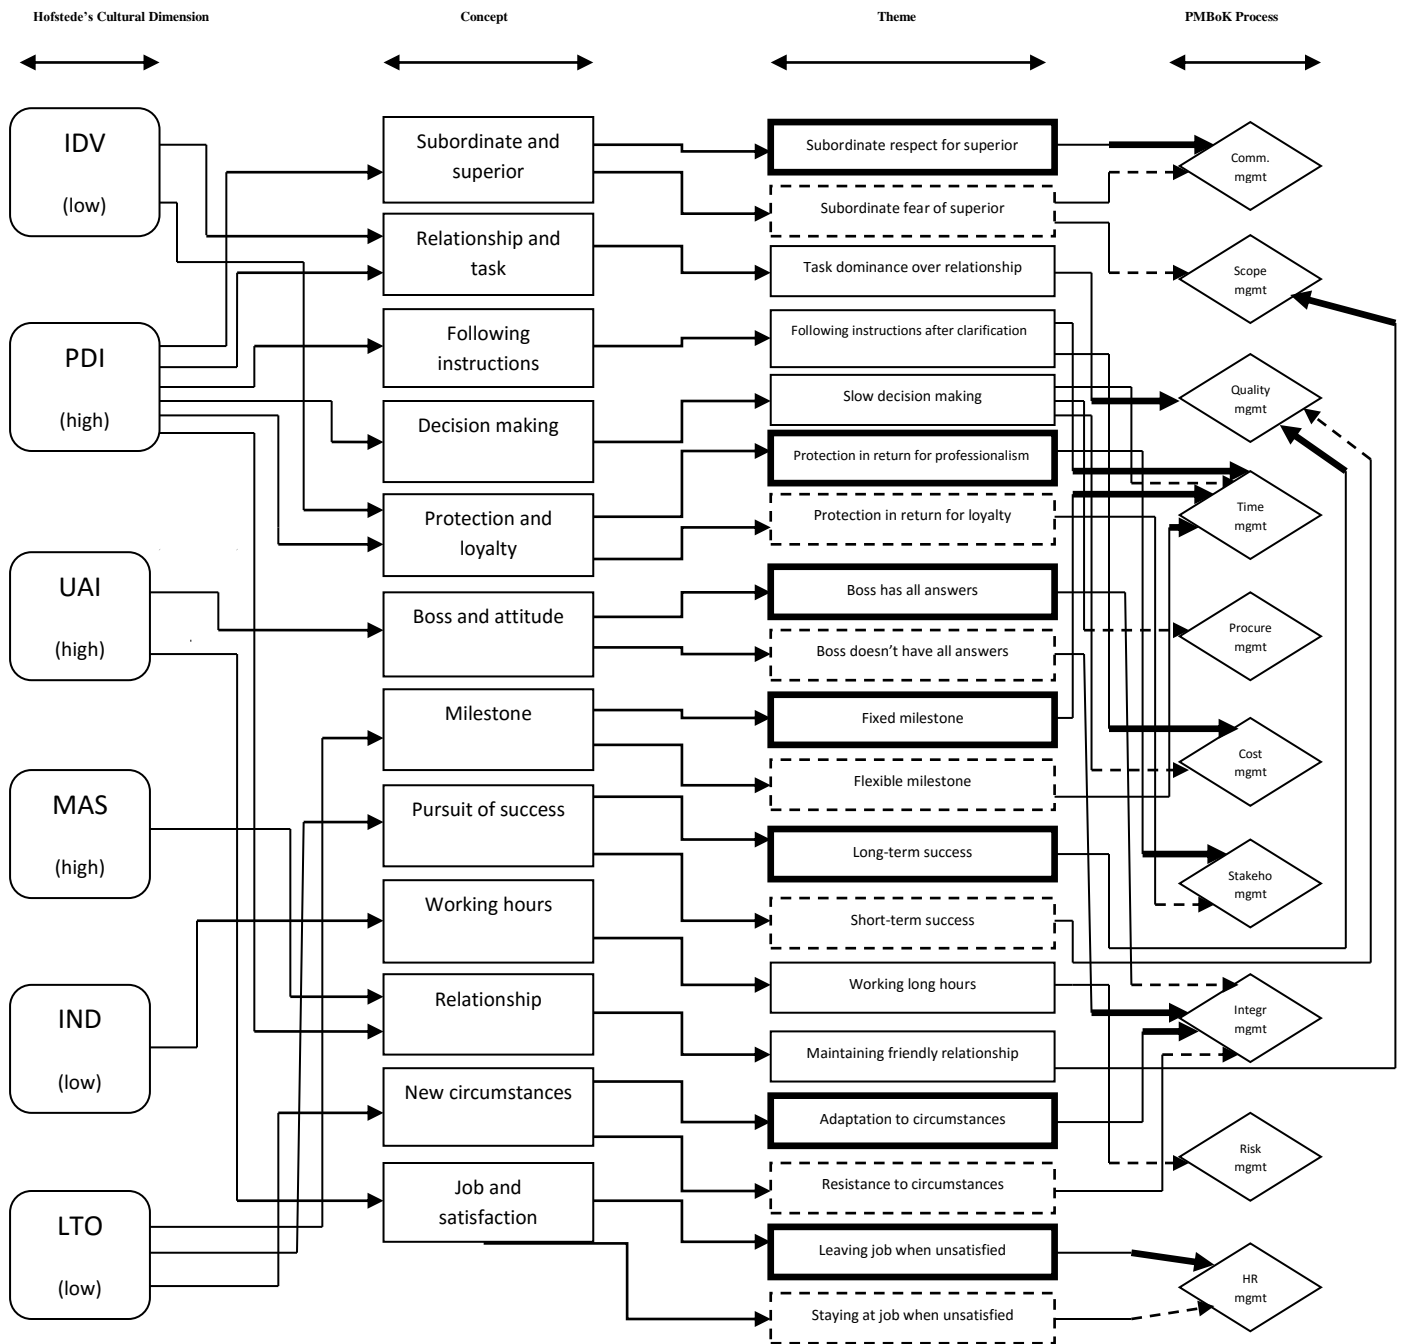 Hofstede's Cultural Dimension
Concept
Theme
PMBoK Process
IDV
(low)
PDI
(high)
UAI
(high)
MAS
(high)
IND
(low)
LTO
(low)
Subordinate and
superior
Relationship and
task
Following
instructions
Decision making
Protection and
loyalty
Boss and attitude
Milestone
Pursuit of success
Working hours
Relationship
New circumstances
Job and
satisfaction
Subordinate respect for superior
Subordinate fear of superior
Task dominance over relationship
Following instructions after clarification
Slow decision making
Protection in return for professionalism
Protection in return for loyalty
Boss has all answers
Boss doesn't have all answers
Fixed milestone
Flexible milestone
Long-term success
Short-term success
Working long hours
Maintaining friendly relationship
Adaptation to circumstances
Resistance to circumstances
Leaving job when unsatisfied
Staying at job when unsatisfied
Comm.
mgmt
Scope
mgmt
Quality
mgmt
Time
mgmt
Procure
mgmt
Cost
mgmt
Stakeho
mgmt
Integr
mgmt
Risk
mgmt
HR
mgmt